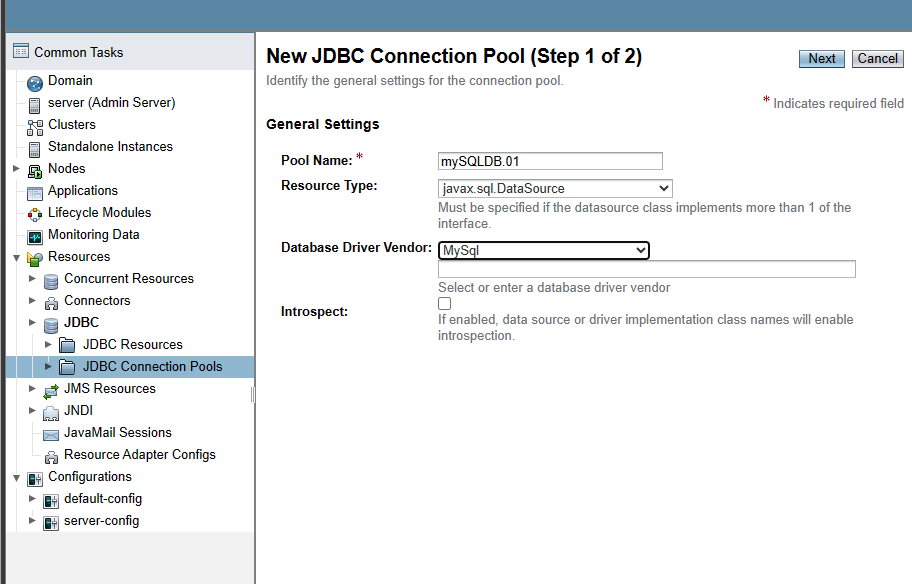 Common Tasks
Domain
server (Admin Server)
Clusters
Standalone Instances
Nodes
Applications
Lifecycle Modules
Monitoring Data
Resources
Concurrent Resources
Connectors
JDBC
JDBC Resources
JDBC Connection Pools
JMS Resources
JNDI
JavaMail Sessions
Resource Adapter Configs
Configurations
default-config
server-config
New JDBC Connection Pool (Step 1 of 2)
Next Cancel
Identify the general settings for the connection pool.
* Indicates required field
General Settings
Pool Name: * mySQLDB.01
Resource Type: javax.sql.DataSource
Must be specified if the datasource class implements more than 1 of the
interface.
Database Driver Vendor: MySql
Select or enter a database driver vendor
Introspect:
If enabled, data source or driver implementation class names will enable
introspection.